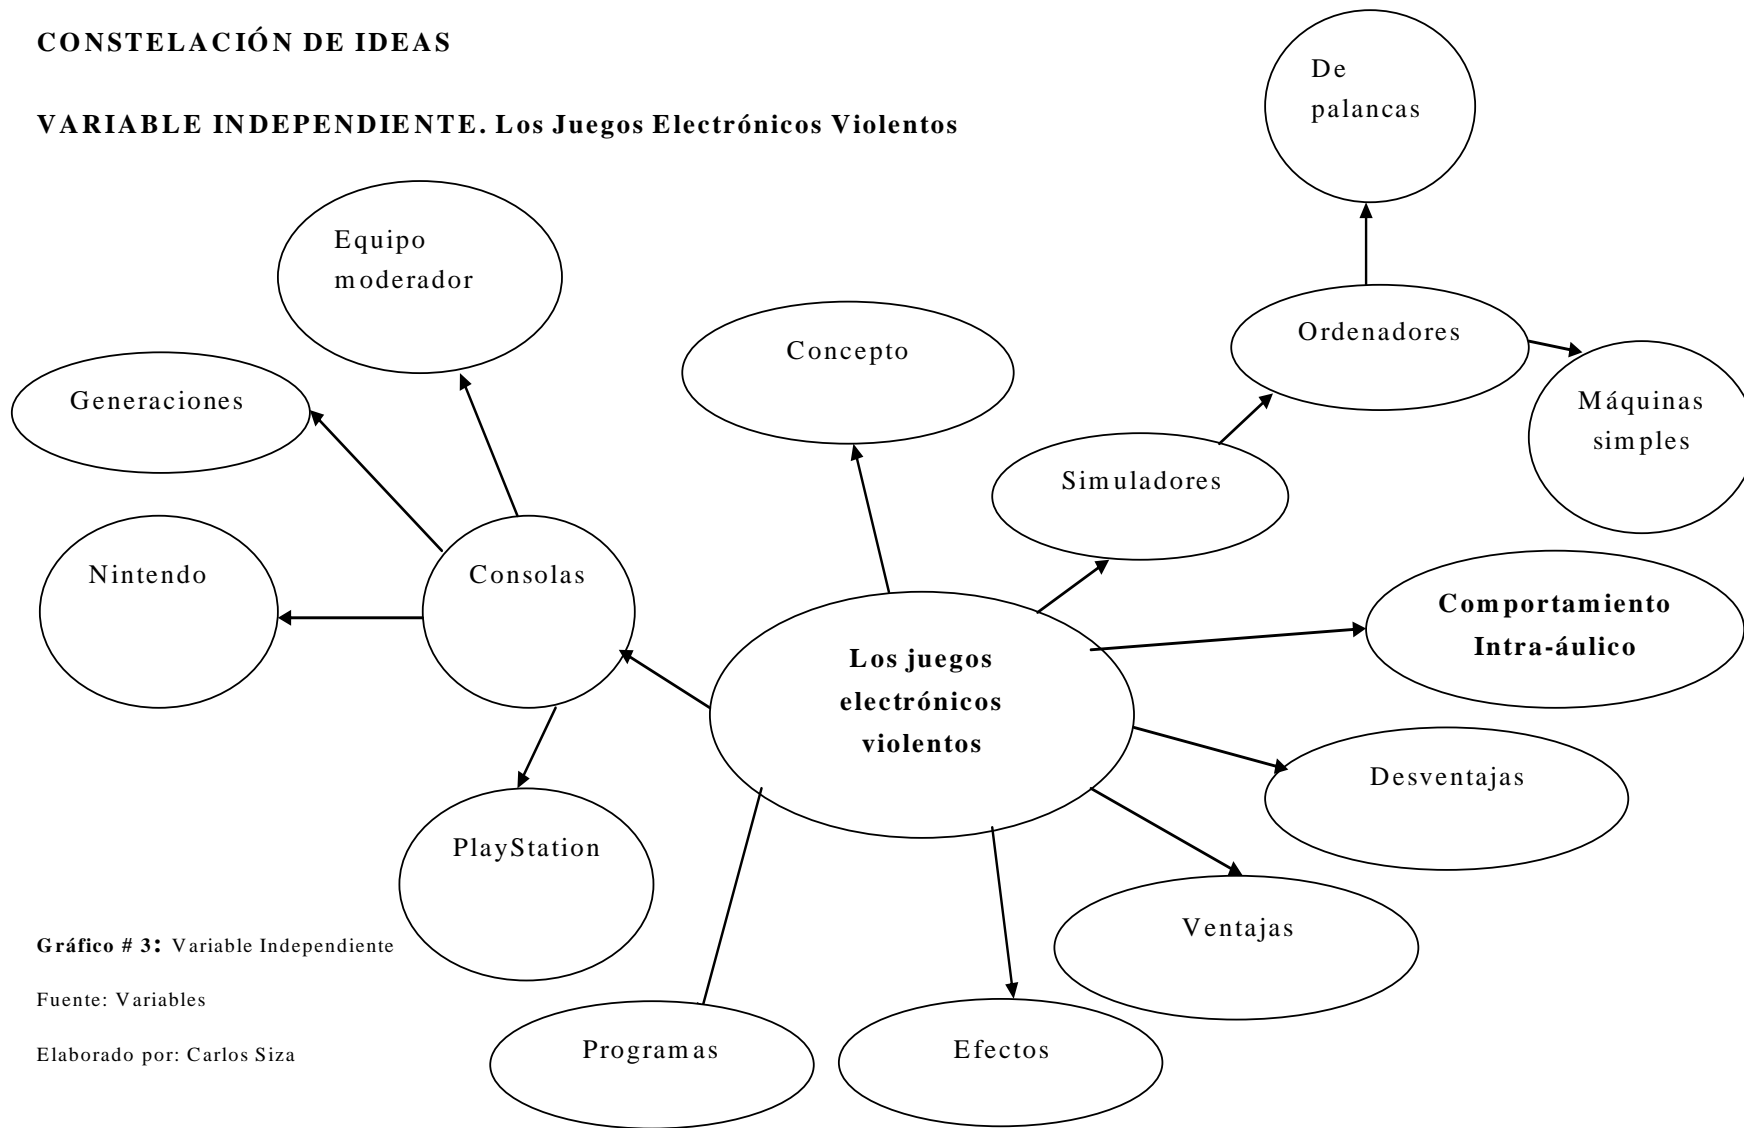 CONSTELACIÓN DE IDEAS
VARIABLE INDEPENDIENTE. Los Juegos Electrónicos Violentos
De
palancas
Equipo
moderador
Ordenadores
Concepto
Generaciones
Máquinas
simples
Simuladores
Nintendo
Consolas
Comportamiento
Intra-áulico
Los juegos
electrónicos
violentos
Desventajas
PlayStation
Ventajas
Gráfico # 3: Variable Independiente
Fuente: Variables
Elaborado por: Carlos Siza
Programas
Efectos